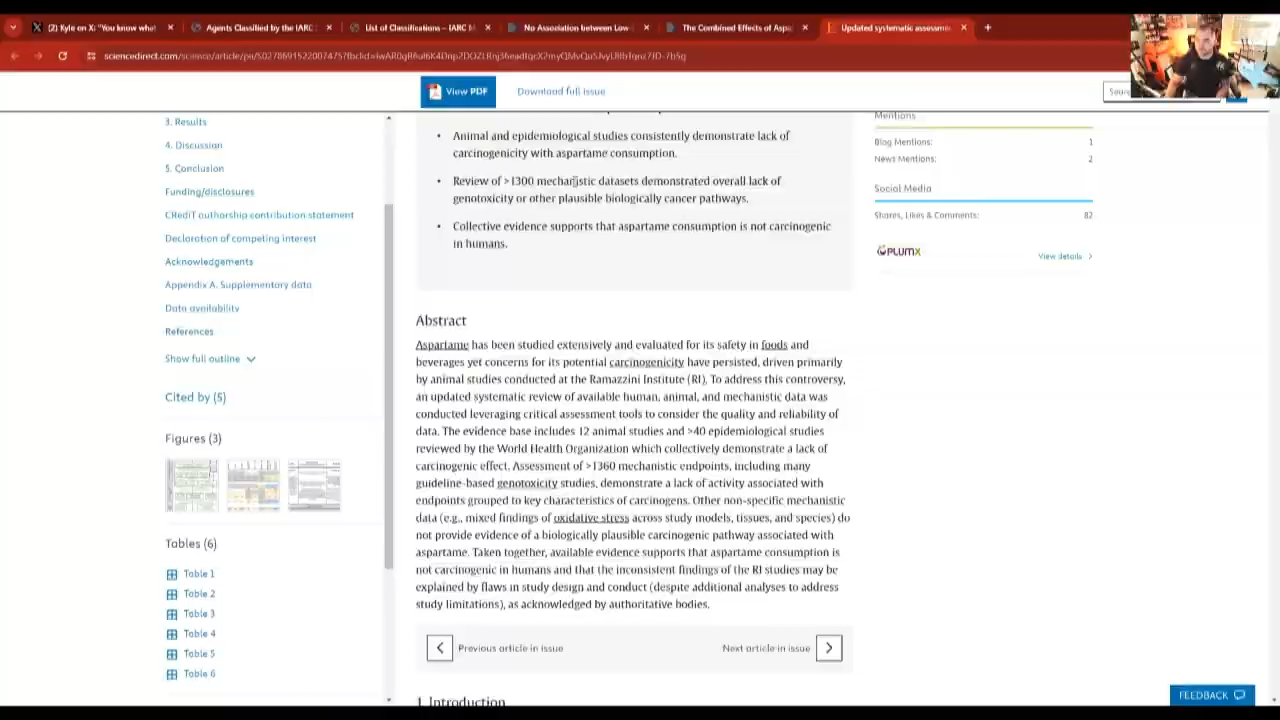 (2) Kyle on X: "You know what
Agents Classified by the IARC
List of Classifications – IARC
No Association between Low
The Combined Effects of Aspa
Updated systematic assessme
View PDF
Download full issue
3. Results
4. Discussion
5. Conclusion
Funding/disclosures
CRediT authorship contribution statement
Declaration of competing interest
Acknowledgements
Appendix A. Supplementary data
Data availability
References
Show full outline
Cited by (5)
Figures (3)
Tables (6)
Table 1
Table 2
Table 3
Table 4
Table 5
Table 6
• Animal and epidemiological studies consistently demonstrate lack of
carcinogenicity with aspartame consumption.
• Review of >1300 mechanistic datasets demonstrated overall lack of
genotoxicity or other plausible biologically cancer pathways.
• Collective evidence supports that aspartame consumption is not carcinogenic
in humans.
Abstract
Aspartame has been studied extensively and evaluated for its safety in foods and
beverages yet concerns for its potential carcinogenicity have persisted, driven primarily
by animal studies conducted at the Ramazzini Institute (RI). To address this controversy,
an updated systematic review of available human, animal, and mechanistic data was
conducted leveraging critical assessment tools to consider the quality and reliability of
data. The evidence base includes 12 animal studies and >40 epidemiological studies
reviewed by the World Health Organization which collectively demonstrate a lack of
carcinogenic effect. Assessment of >1360 mechanistic endpoints, including many
guideline-based genotoxicity studies, demonstrate a lack of activity associated with
endpoints grouped to key characteristics of carcinogens. Other non-specific mechanistic
data (e.g., mixed findings of oxidative stress across study models, tissues, and species) do
not provide evidence of a biologically plausible carcinogenic pathway associated with
aspartame. Taken together, available evidence supports that aspartame consumption is
not carcinogenic in humans and that the inconsistent findings of the RI studies may be
explained by flaws in study design and conduct (despite additional analyses to address
study limitations), as acknowledged by authoritative bodies.
Previous article in issue
Next article in issue
1. Introduction
Mentions
Blog Mentions: 1
News Mentions: 2
Social Media
Shares, Likes & Comments: 82
PLUMX
View details
FEEDBACK